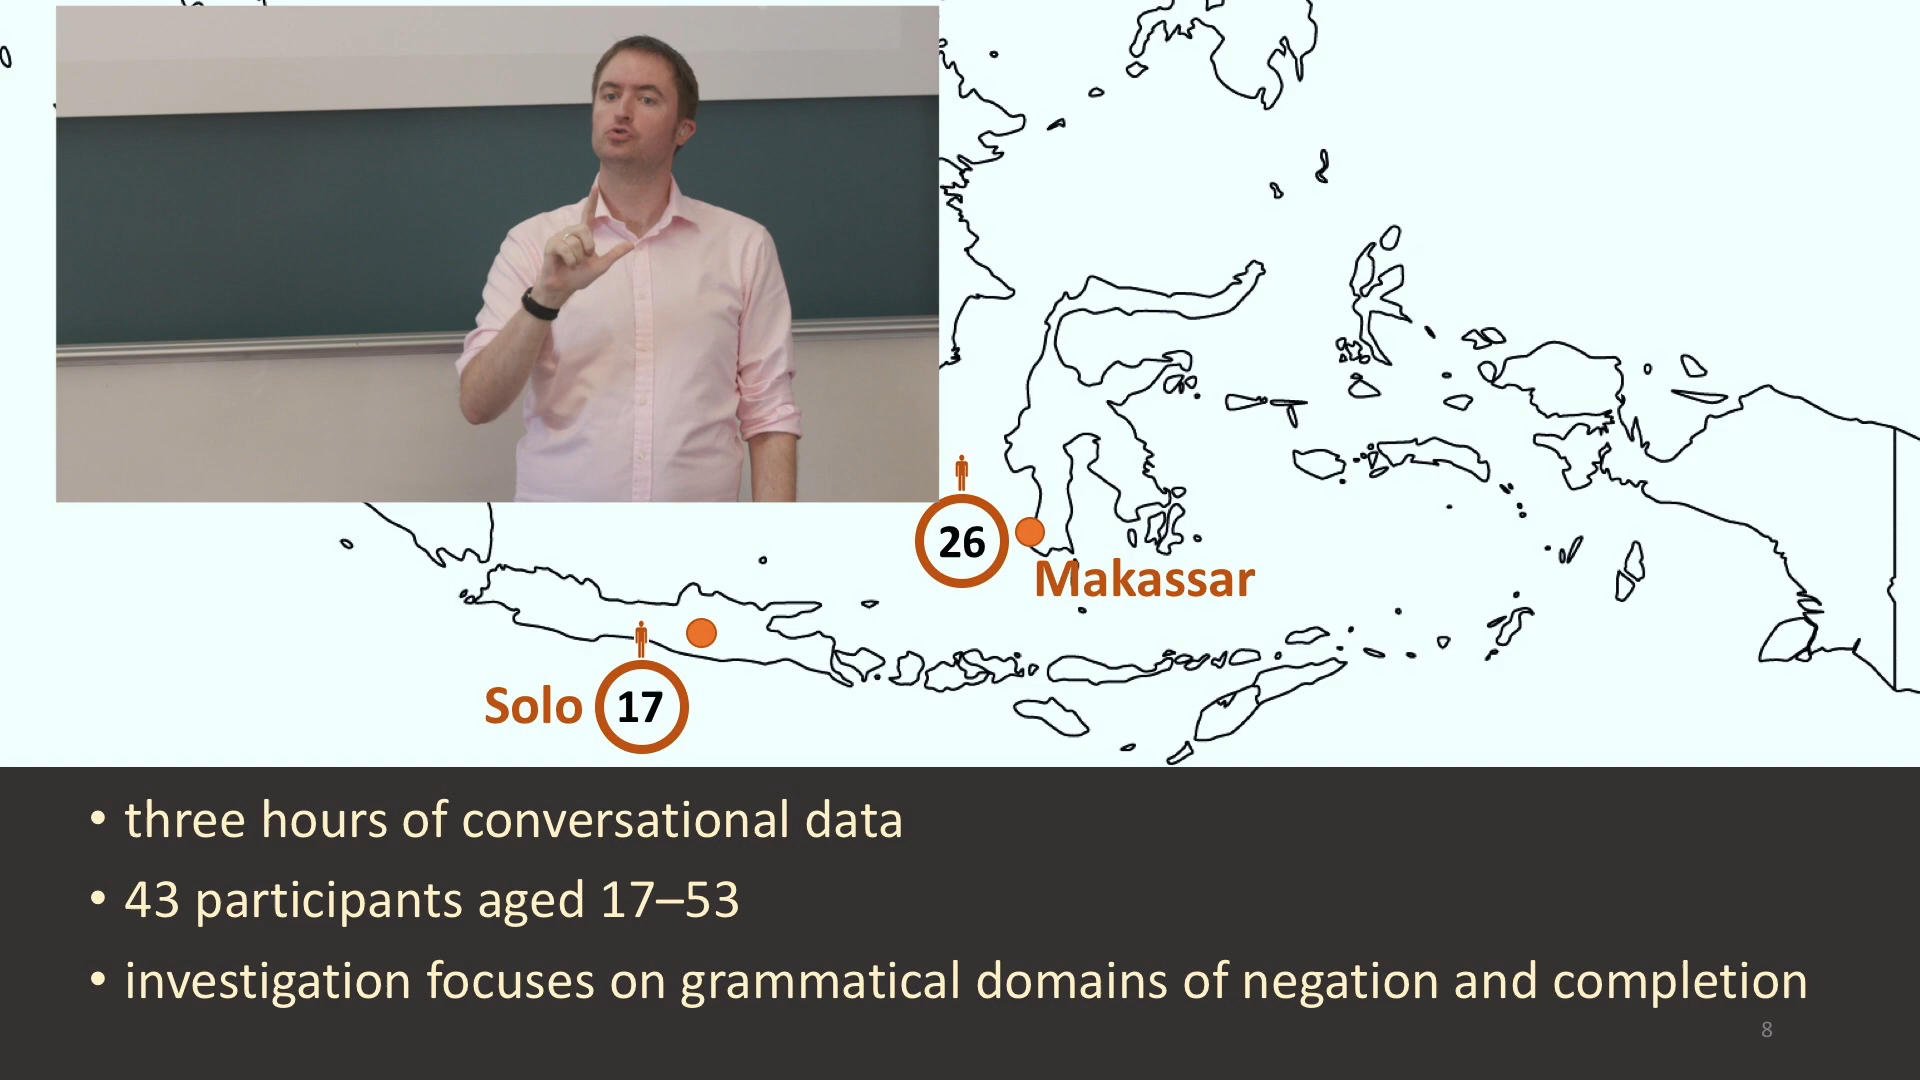 26
Makassar
Solo
17
• three hours of conversational data
• 43 participants aged 17–53
• investigation focuses on grammatical domains of negation and completion
8